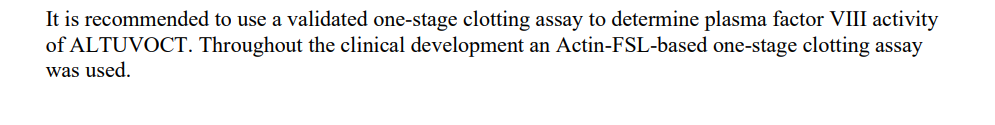 It is recommended to use a validated one-stage clotting assay to determine plasma factor VIII activity
of ALTUVOCT. Throughout the clinical development an Actin-FSL-based one-stage clotting assay
was used.